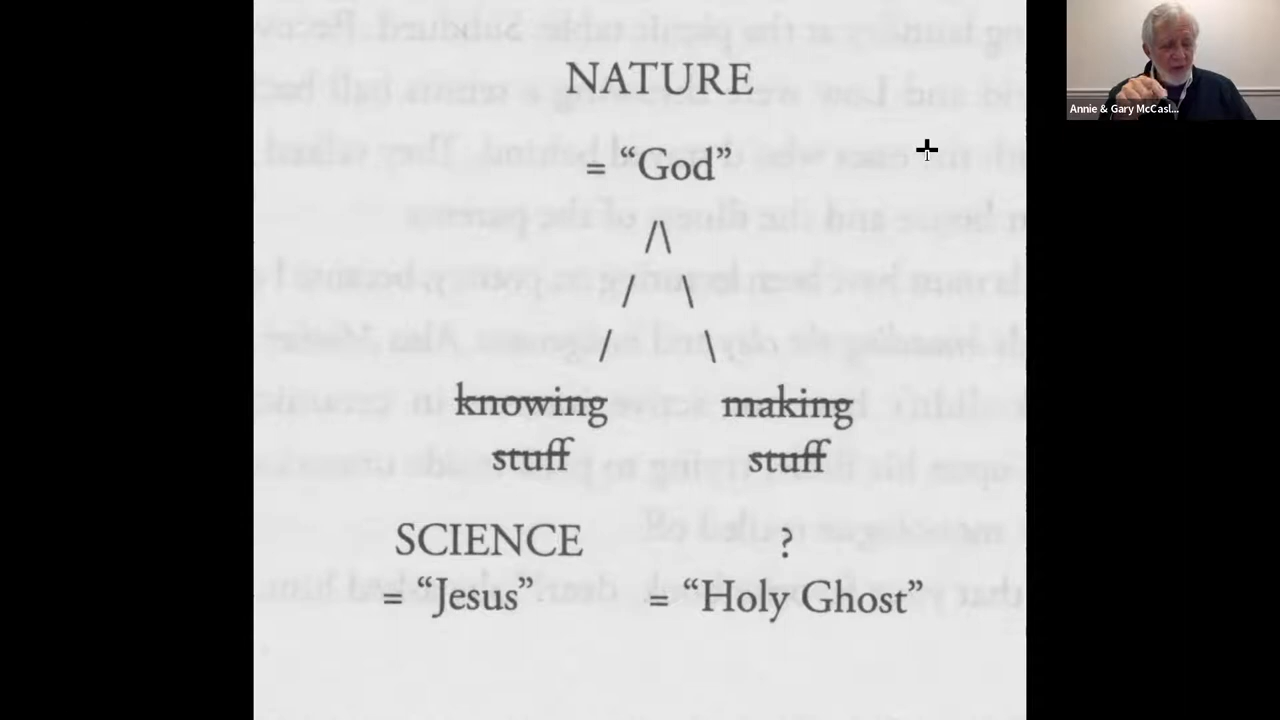 NATURE
= “God”
/\
/ \
/ \
knowing making
stuff stuff
SCIENCE ?
= “Jesus” = “Holy Ghost”
Annie & Gary McCasl...